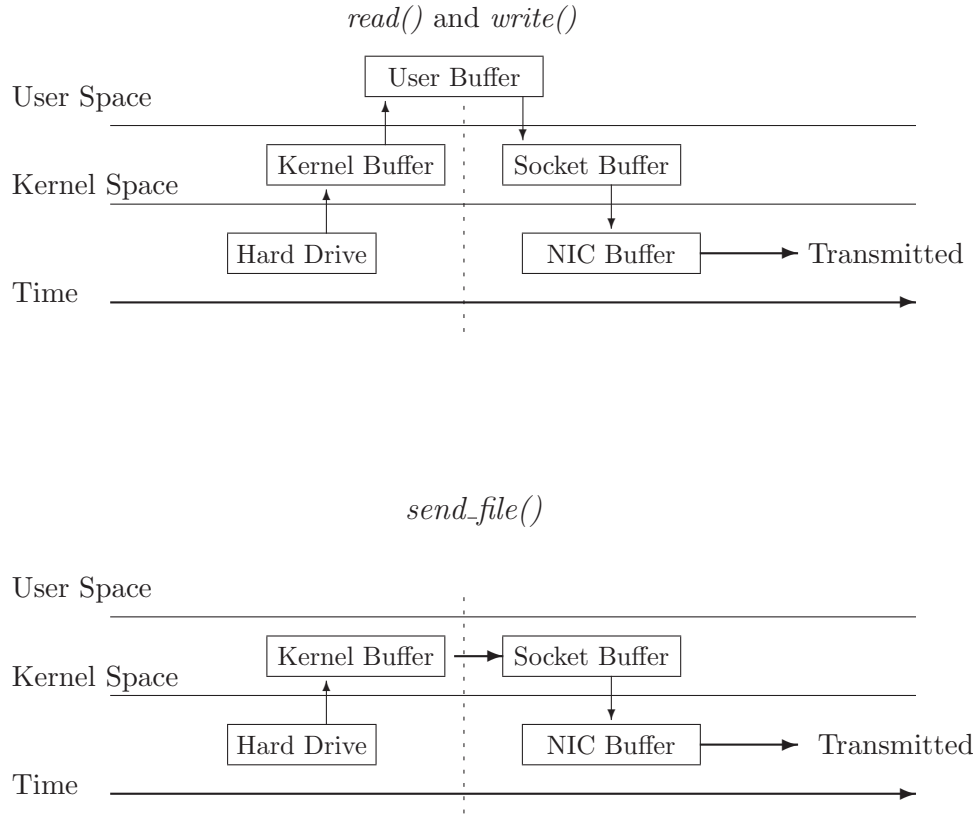 read() and write()
User Buffer
User Space
Kernel Buffer
Socket Buffer
Kernel Space
Hard Drive
NIC Buffer
Transmitted
Time
send_file()
User Space
Kernel Buffer
Socket Buffer
Kernel Space
Hard Drive
NIC Buffer
Transmitted
Time